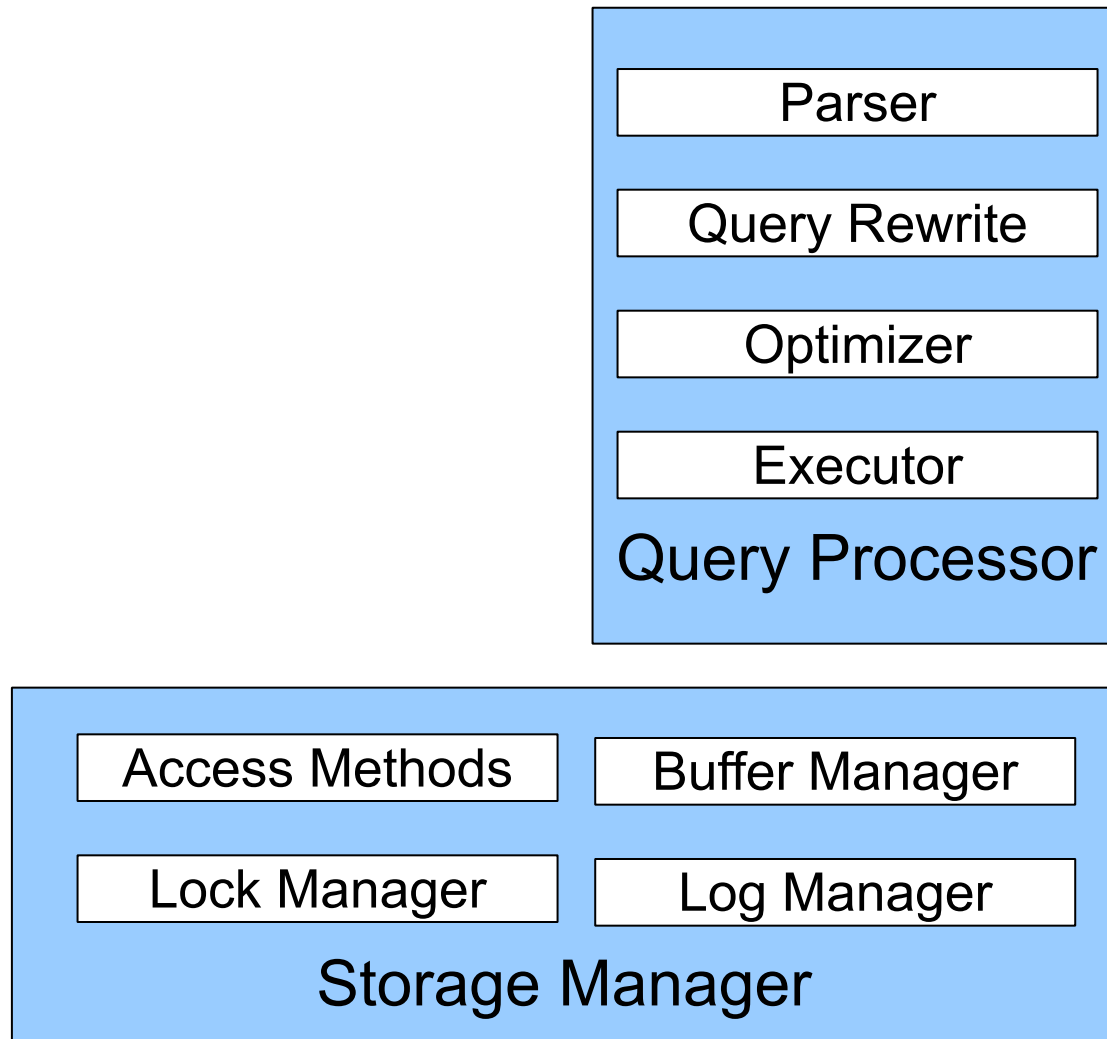 Parser
Query Rewrite
Optimizer
Executor
Query Processor
Access Methods
Buffer Manager
Lock Manager
Log Manager
Storage Manager